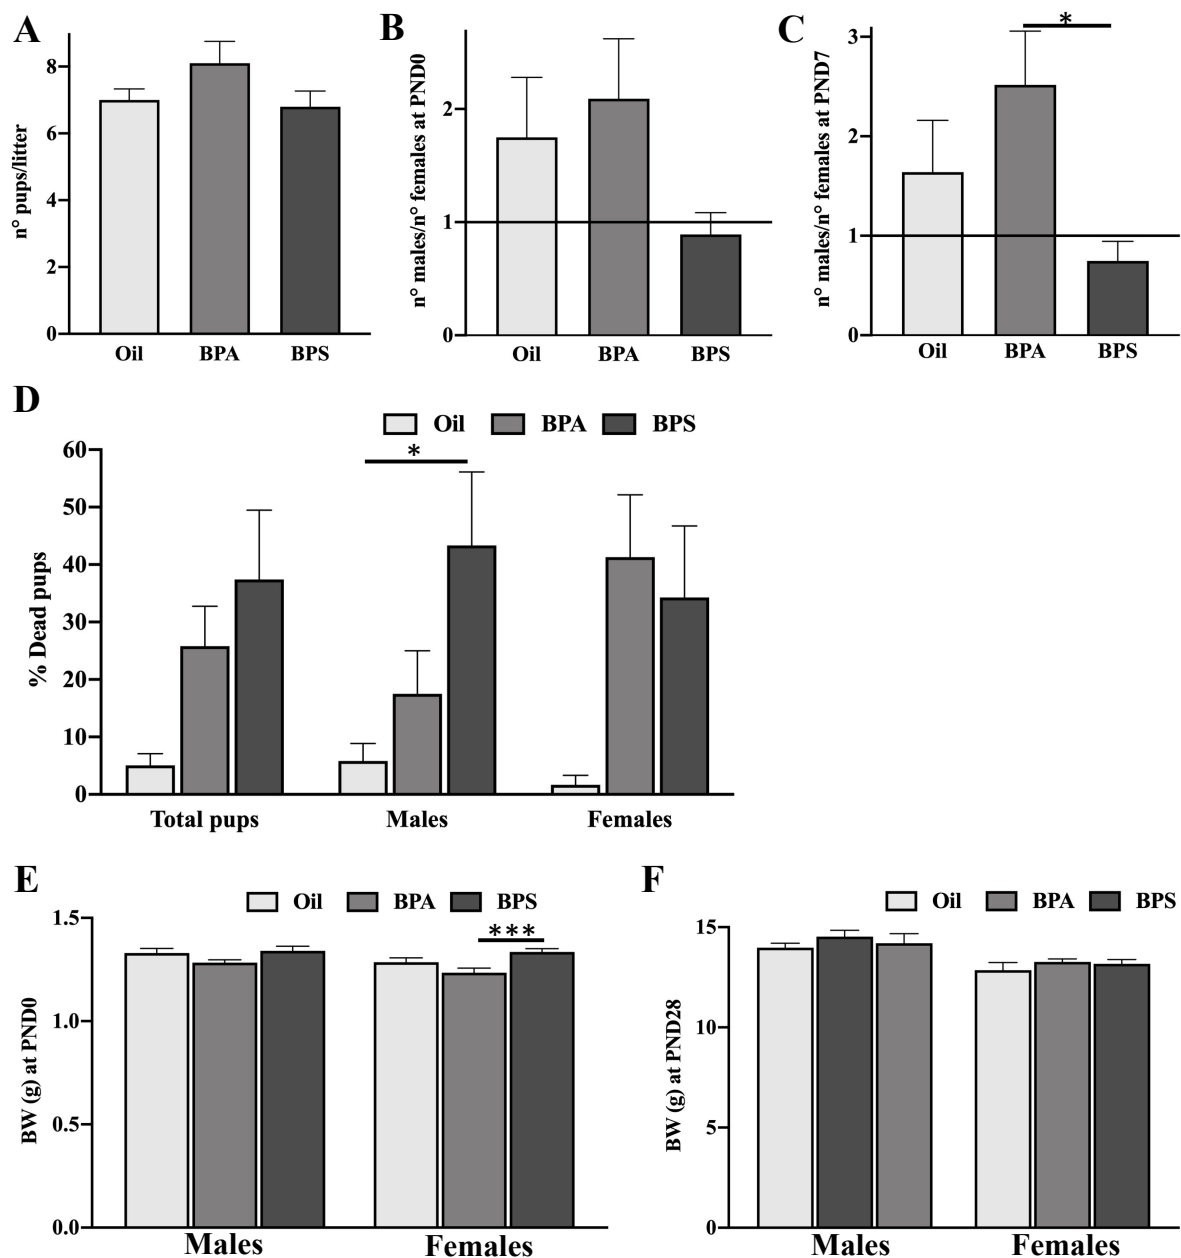 A
n° pups/litter
8
6
4
2
0
Oil BPA BPS
B
n° males/n° females at PND0
2
1
0
Oil BPA BPS
C
n° males/n° females at PND7
*
3
2
1
0
Oil BPA BPS
D
Oil BPA BPS
% Dead pups
60
50
40
30
20
10
0
*
Total pups Males Females
E
Oil BPA BPS
BW (g) at PND0
1.5
1.0
0.5
0.0
***
Males Females
F
Oil BPA BPS
BW (g) at PND28
15
10
5
0
Males Females